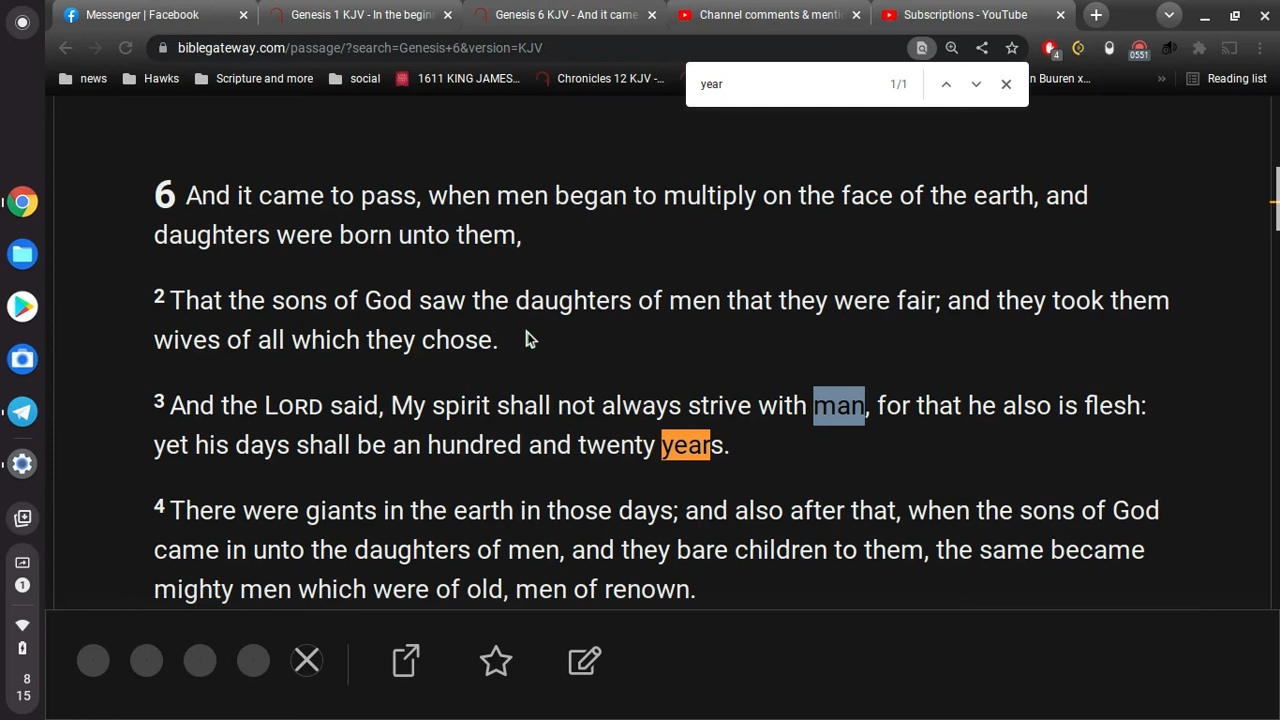 Messenger | Facebook
Genesis 1 KJV - In the beginn
Genesis 6 KJV - And it came
Channel comments & menti
Subscriptions - YouTube
biblegateway.com/passage/?search=Genesis+6&version=KJV
4
0551
news
Hawks
Scripture and more
social
1611 KING JAMES...
Chronicles 12 KJV -...
n Buuren x...
»
Reading list
year
1/1
6 And it came to pass, when men began to multiply on the face of the earth, and
daughters were born unto them,
2 That the sons of God saw the daughters of men that they were fair; and they took them
wives of all which they chose.
3 And the LORD said, My spirit shall not always strive with man, for that he also is flesh:
yet his days shall be an hundred and twenty years.
4 There were giants in the earth in those days; and also after that, when the sons of God
came in unto the daughters of men, and they bare children to them, the same became
mighty men which were of old, men of renown.
1
8
15